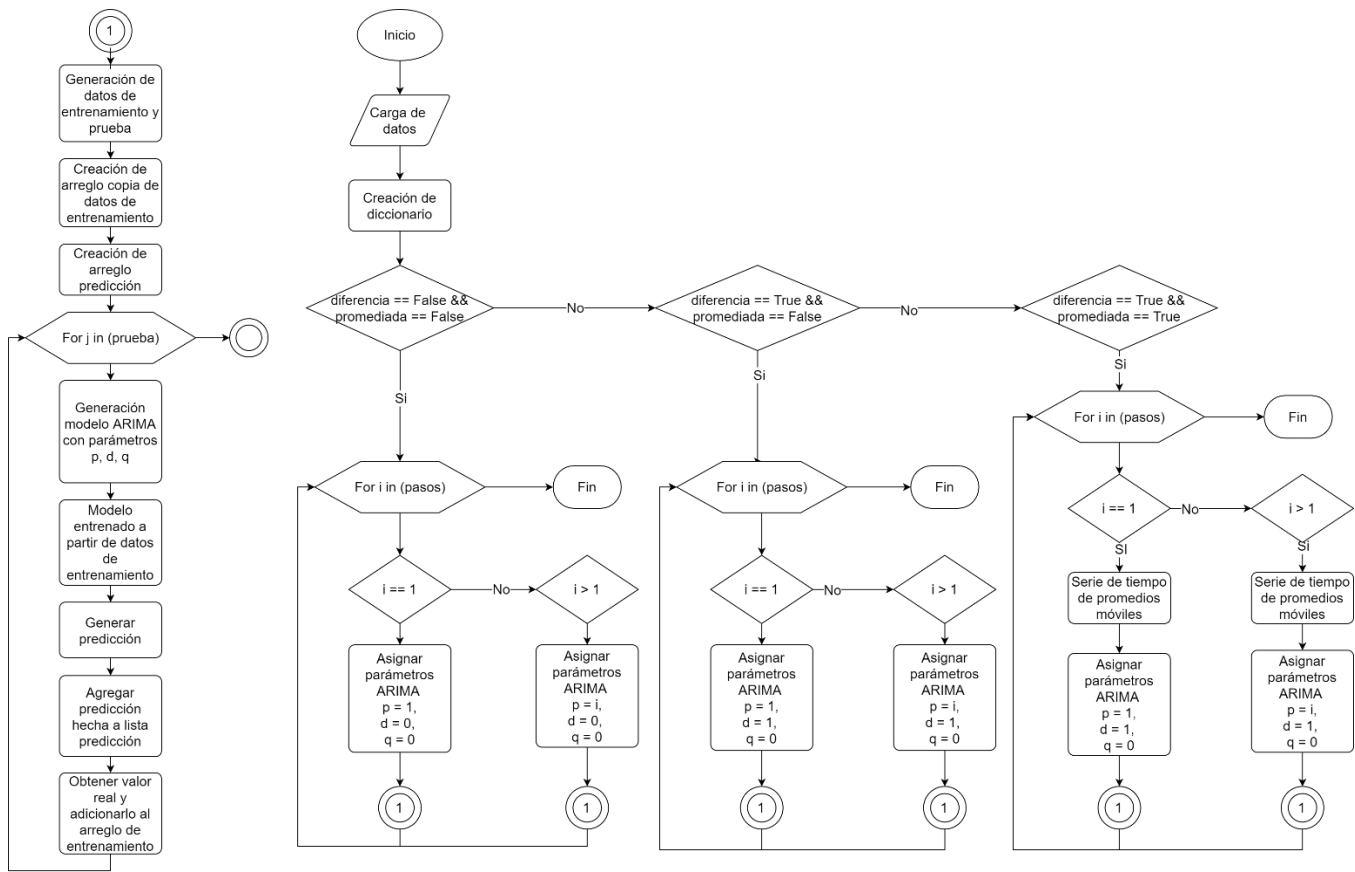 1
Generación de
datos de
entrenamiento y
prueba
Creación de
arreglo copia de
datos de
entrenamiento
Creación de
arreglo
predicción
For j in (prueba)
Generación
modelo ARIMA
con parámetros
p, d, q
Modelo
entrenado a
partir de datos
de
entrenamiento
Generar
predicción
Agregar
predicción
hecha a lista
predicción
Obtener valor
real y
adicionarlo al
arreglo de
entrenamiento
Inicio
Carga de
datos
Creación de
diccionario
diferencia == False &&
promediada == False
No
diferencia == True &&
promediada == False
No
diferencia == True &&
promediada == True
Si
For i in (pasos)
Fin
i == 1
No
i > 1
Asignar
parámetros
ARIMA
p = 1,
d = 0,
q = 0
Asignar
parámetros
ARIMA
p = i,
d = 0,
q = 0
1
1
Si
For i in (pasos)
Fin
i == 1
No
i > 1
Asignar
parámetros
ARIMA
p = 1,
d = 1,
q = 0
Asignar
parámetros
ARIMA
p = i,
d = 1,
q = 0
1
1
Si
For i in (pasos)
Fin
i == 1
No
i > 1
SI
Si
Serie de tiempo
de promedios
móviles
Serie de tiempo
de promedios
móviles
Asignar
parámetros
ARIMA
p = 1,
d = 1,
q = 0
Asignar
parámetros
ARIMA
p = i,
d = 1,
q = 0
1
1